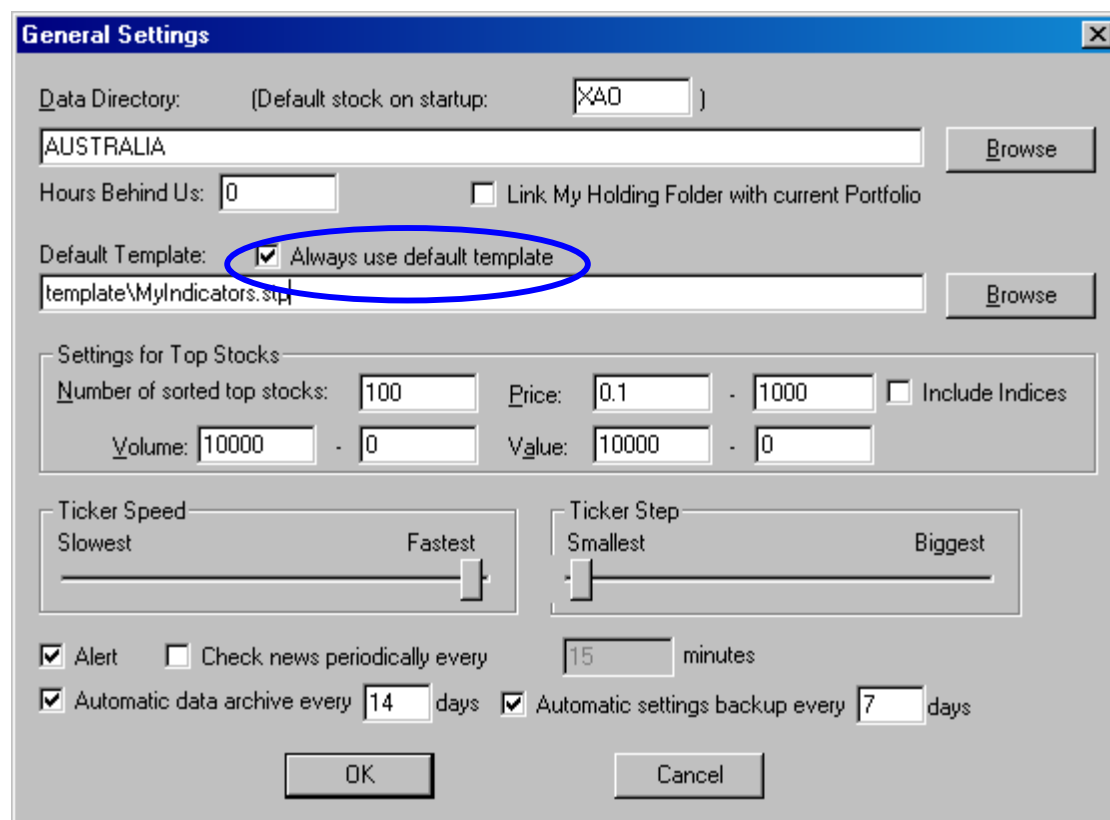 General Settings
Data Directory: (Default stock on startup: XAO )
AUSTRALIA Browse
Hours Behind Us: 0 Link My Holding Folder with current Portfolio
Default Template: Always use default template
template\MyIndicators.stp Browse
Settings for Top Stocks
Number of sorted top stocks: 100 Price: 0.1 - 1000 Include Indices
Volume: 10000 - 0 Value: 10000 - 0
Ticker Speed Ticker Step
Slowest Fastest Smallest Biggest
Alert Check news periodically every 15 minutes
Automatic data archive every 14 days Automatic settings backup every 7 days
OK Cancel